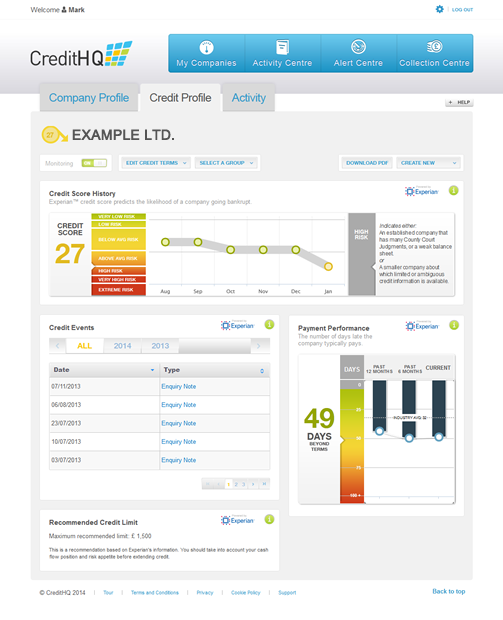 Welcome Mark
LOG OUT
CreditHQ
My Companies
Activity Centre
Alert Centre
Collection Centre
Company Profile
Credit Profile
Activity
+ HELP
27
EXAMPLE LTD.
Monitoring
EDIT CREDIT TERMS
SELECT A GROUP
DOWNLOAD PDF
CREATE NEW
Credit Score History
Experian™ credit score predicts the likelihood of a company going bankrupt.
Experian
CREDIT
SCORE
27
VERY LOW RISK
LOW RISK
BELOW AVG RISK
ABOVE AVG RISK
HIGH RISK
VERY HIGH RISK
EXTREME RISK
Aug
Sep
Oct
Nov
Dec
Jan
HIGH
RISK
Indicates either:
An established company that
has many County Court
Judgments, or a weak balance
sheet.
or
A smaller company about
which limited or ambiguous
credit information is available.
Credit Events
Experian
ALL
2014
2013
Date
Type
07/11/2013
Enquiry Note
06/08/2013
Enquiry Note
23/07/2013
Enquiry Note
10/07/2013
Enquiry Note
03/07/2013
Enquiry Note
1 2 3
Payment Performance
The number of days late the
company typically pays.
Experian
49
DAYS
BEYOND
TERMS
DAYS
PAST
12 MONTHS
PAST
6 MONTHS
CURRENT
0
25
INDUSTRY AVG
100 +
Recommended Credit Limit
Experian
Maximum recommended limit: £ 1,500
This is a recommendation based on Experian's information. You should take into account your cash
flow position and risk appetite before extending credit.
© CreditHQ 2014
Tour
Terms and Conditions
Privacy
Cookie Policy
Support
Back to top